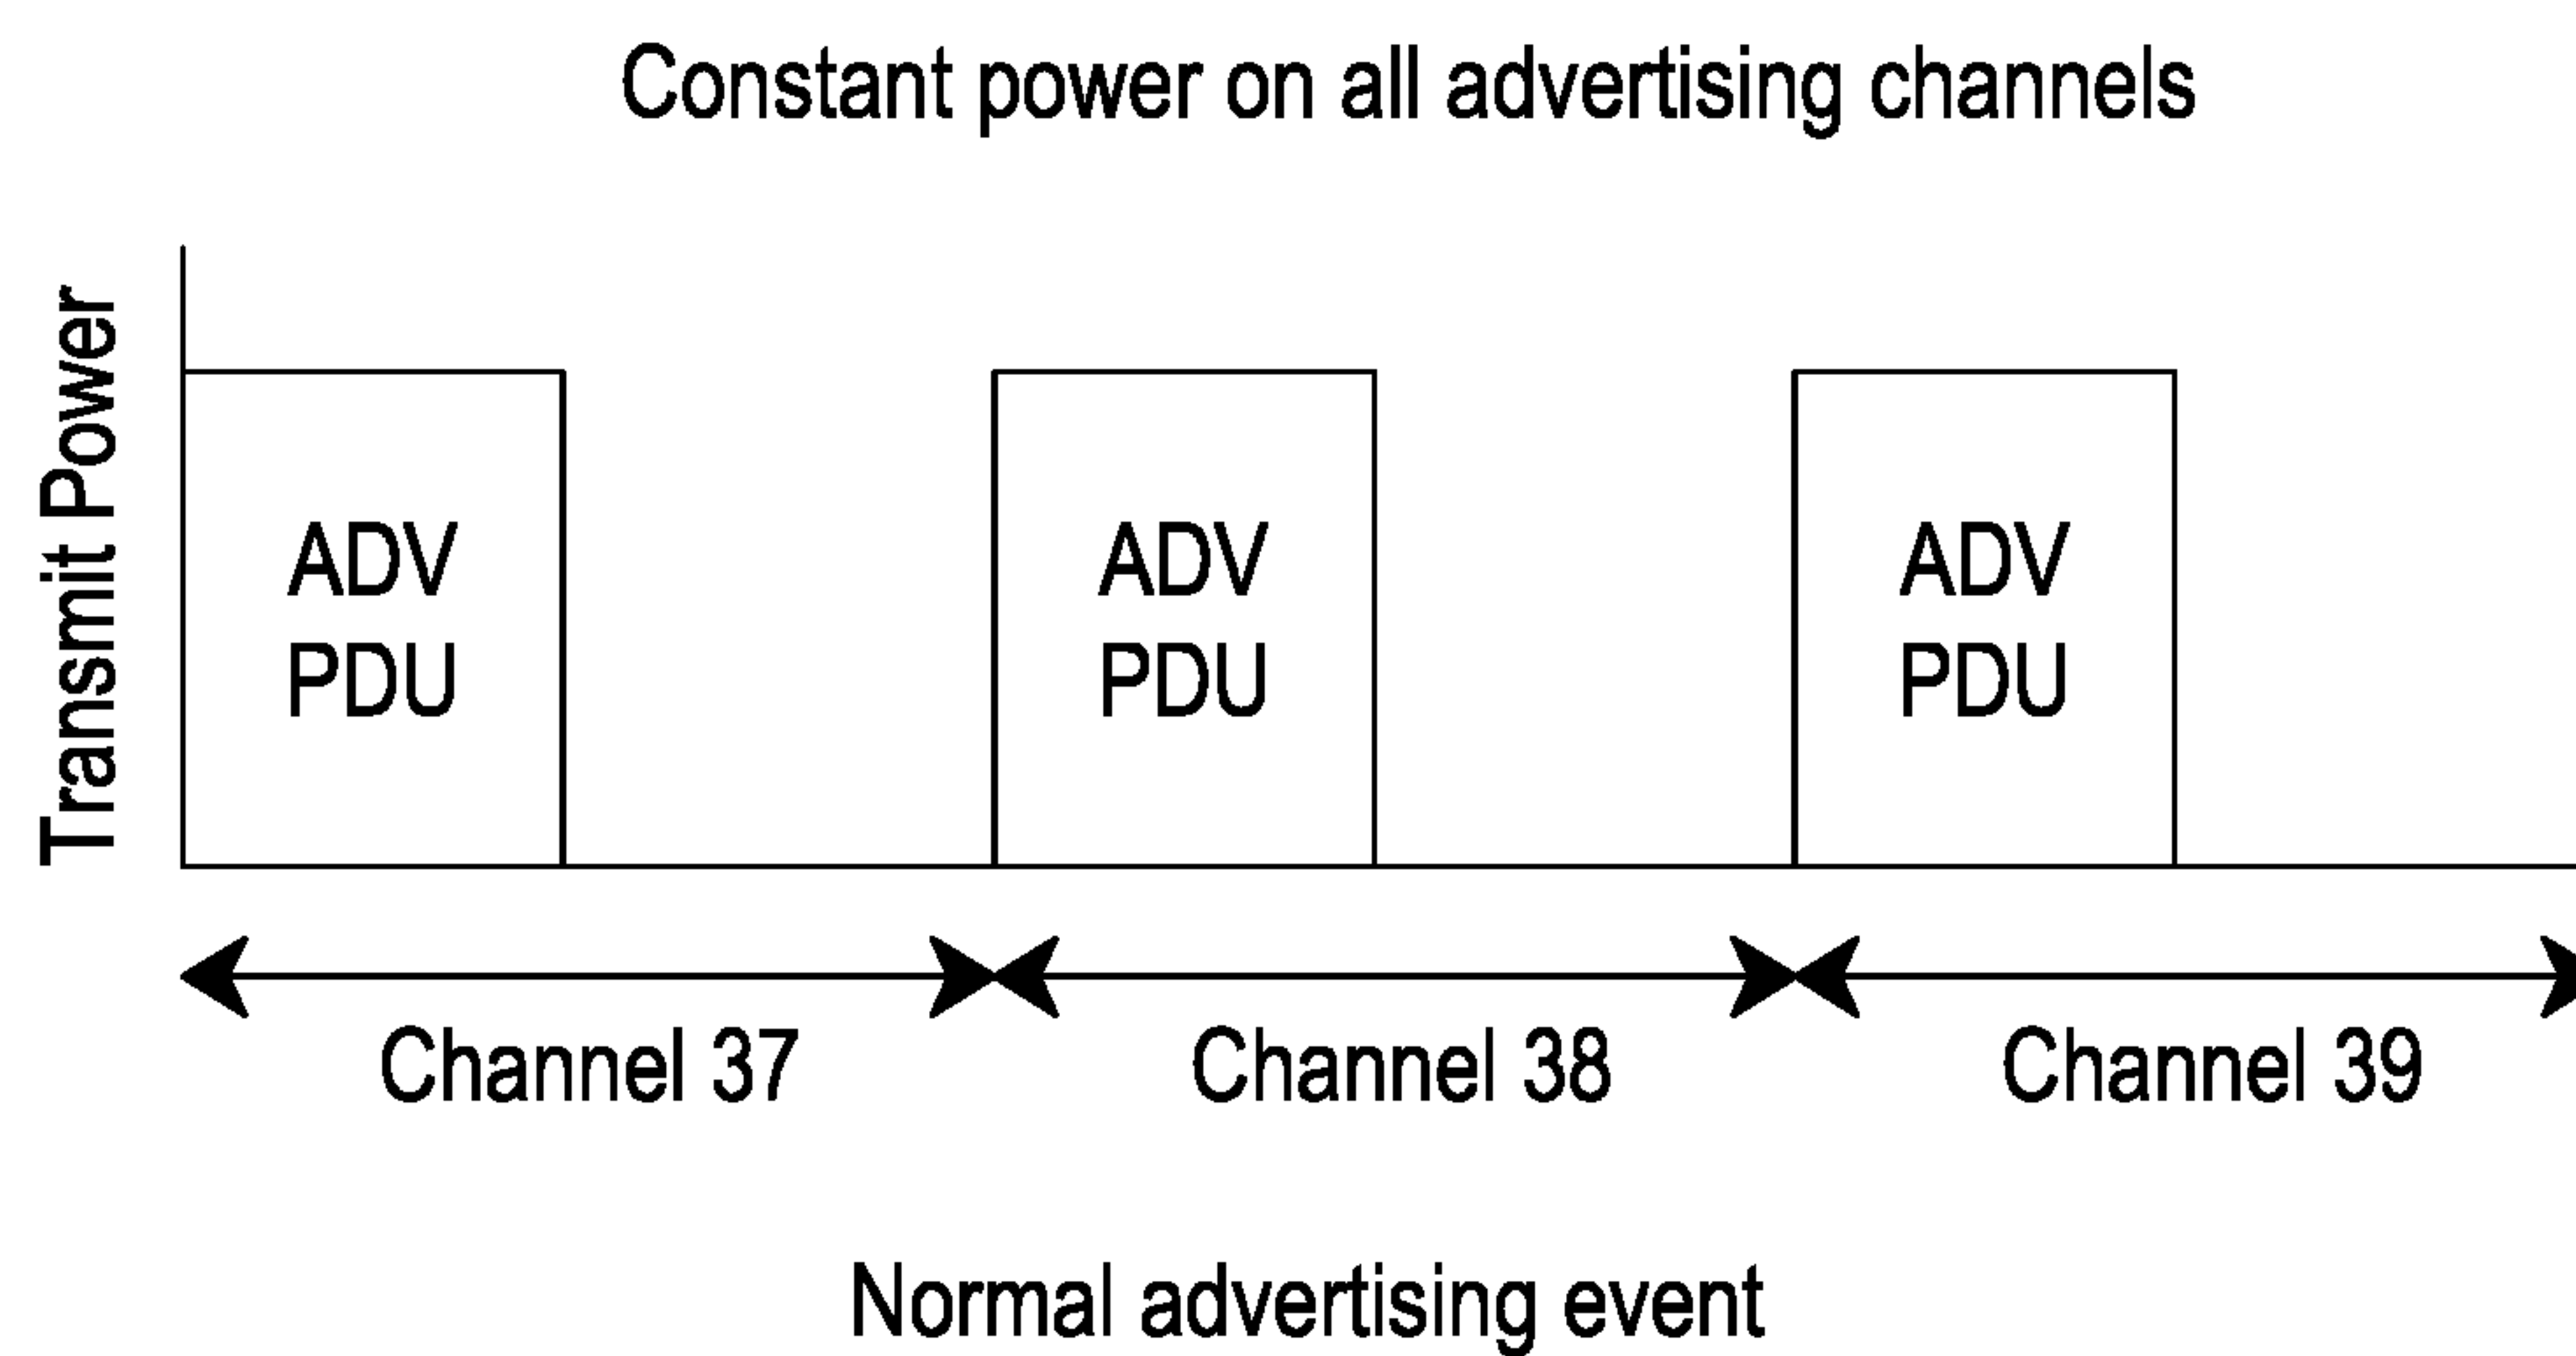 Constant power on all advertising channels
Transmit Power
ADV
PDU
ADV
PDU
ADV
PDU
Channel 37
Channel 38
Channel 39
Normal advertising event